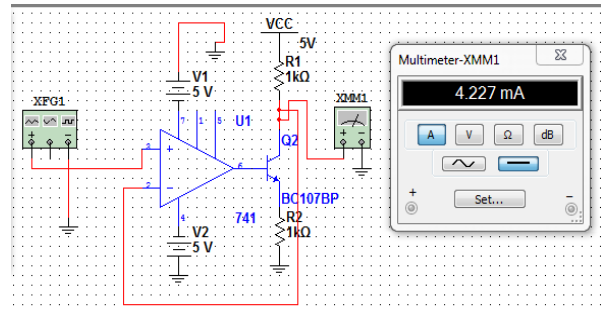 VCC
5V
R1
1kΩ
V1
5 V
XFG1
U1
XMM1
7
1
5
Q2
3
2
6
4
BC107BP
741
R2
1kΩ
V2
5 V
Multimeter-XMM1
4.227 mA
A V Ω dB
Set...
+ -